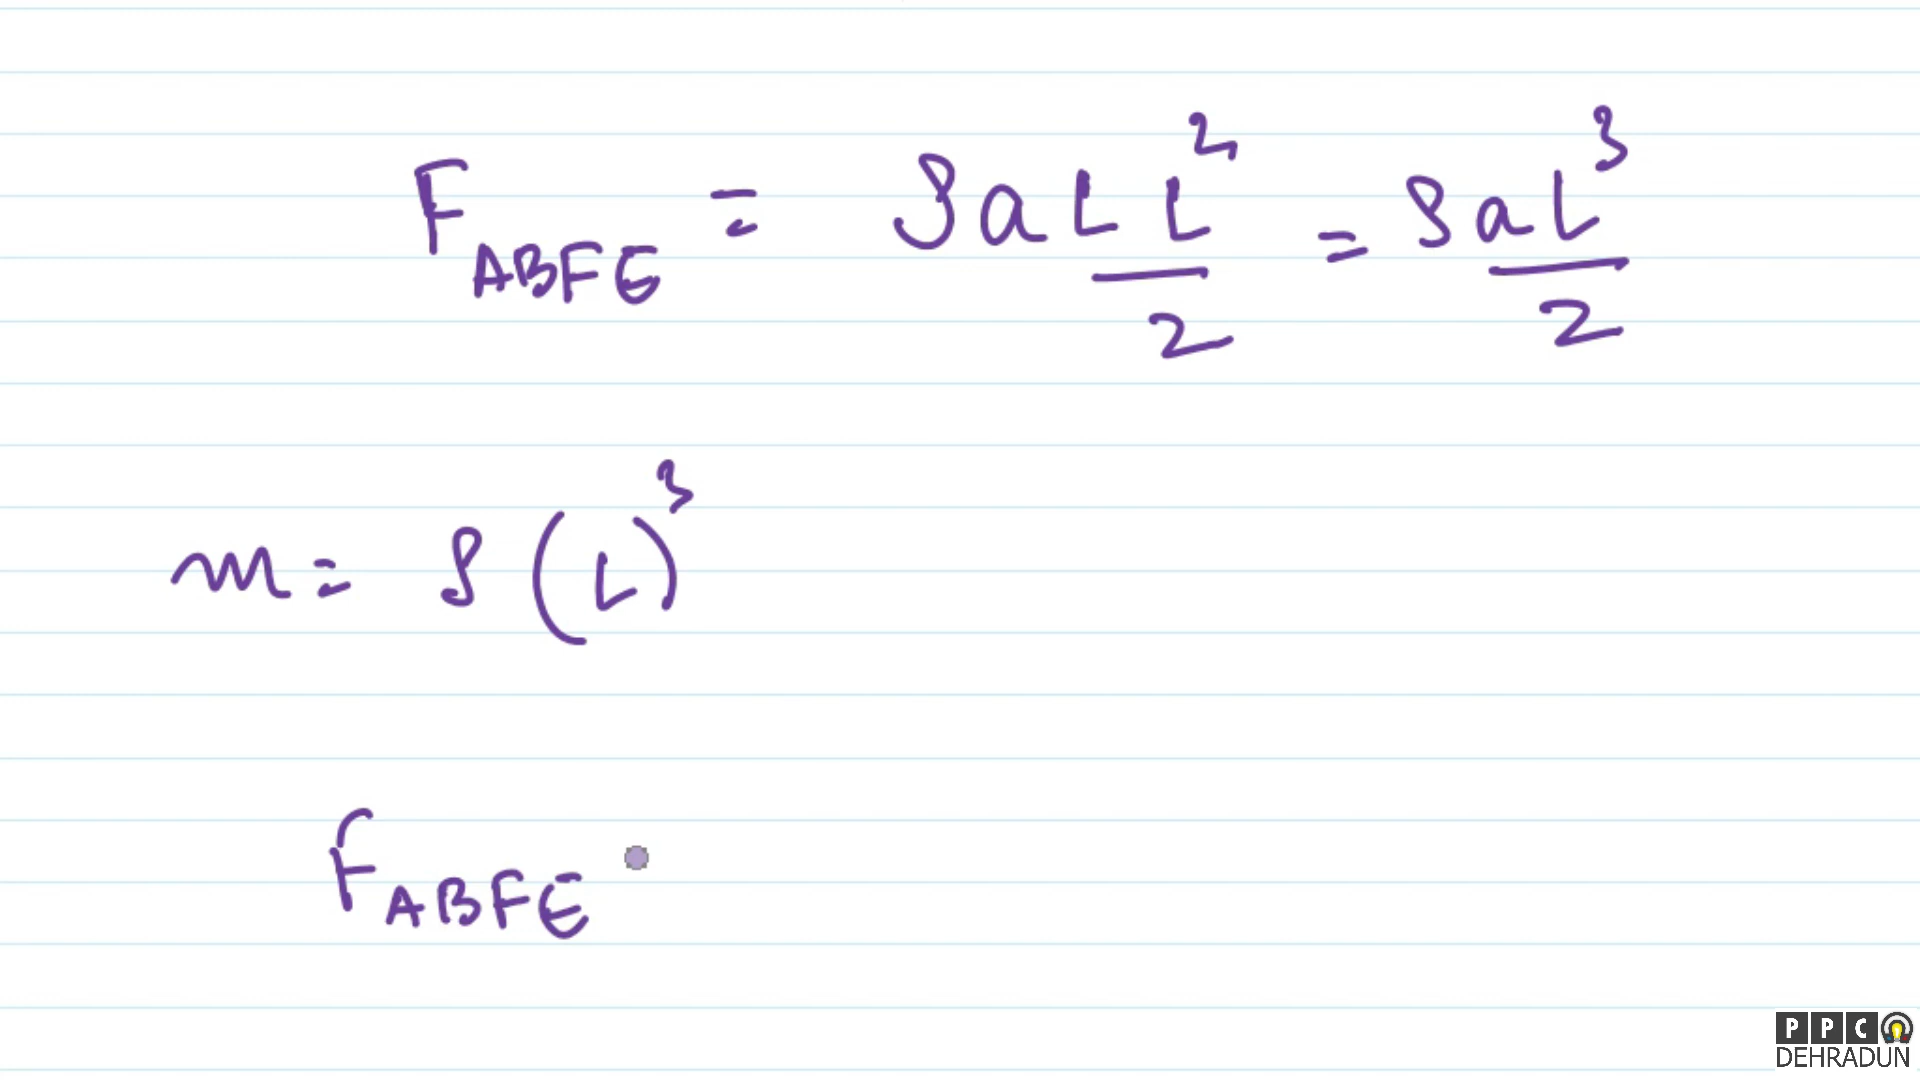 F_ABFE = ρaL L²/2 = ρaL³/2
m = ρ(L)³
F_ABFE
PPC
DEHRADUN